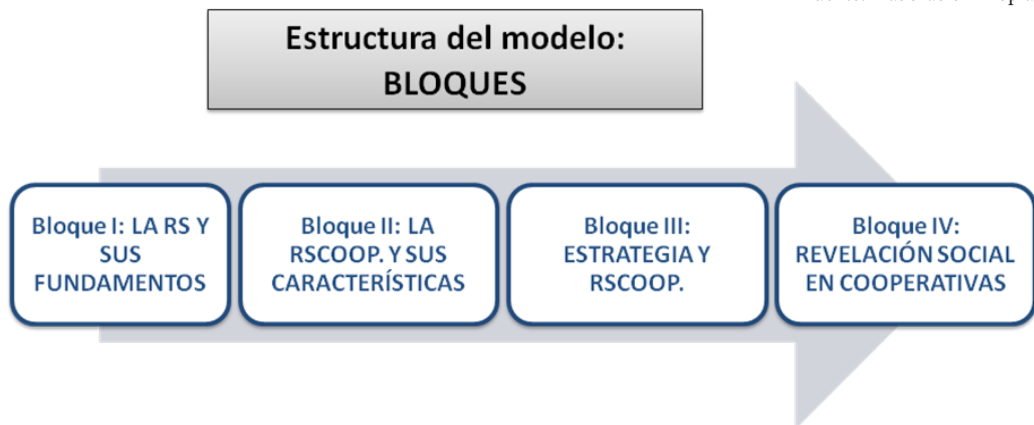 Estructura del modelo:
BLOQUES
Bloque I: LA RS Y
SUS
FUNDAMENTOS
Bloque II: LA
RSCOOP. Y SUS
CARACTERÍSTICAS
Bloque III:
ESTRATEGIA Y
RSCOOP.
Bloque IV:
REVELACIÓN SOCIAL
EN COOPERATIVAS